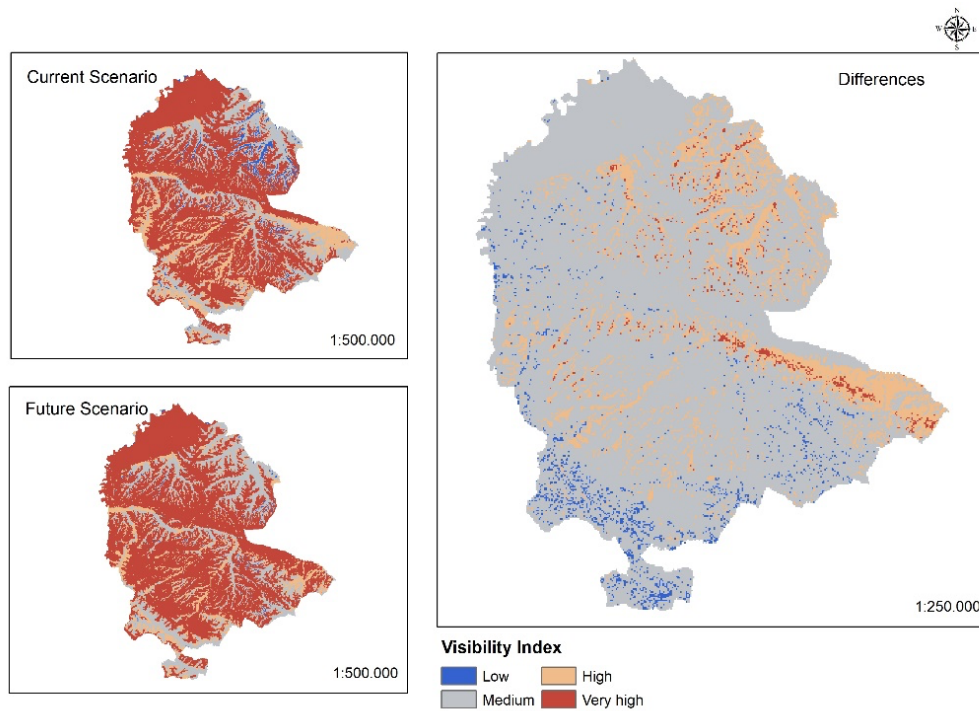 N
W E
S
Current Scenario
1:500.000
Differences
1:250.000
Future Scenario
1:500.000
Visibility Index
Low High
Medium Very high